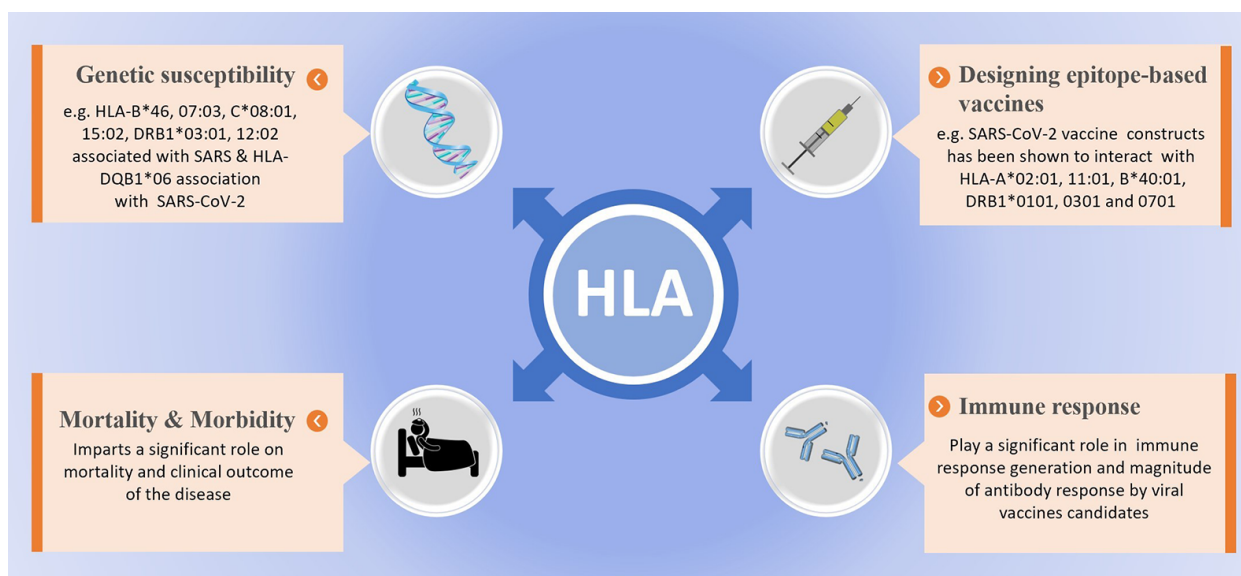 Genetic susceptibility
e.g. HLA-B*46, 07:03, C*08:01,
15:02, DRB1*03:01, 12:02
associated with SARS & HLA-
DQB1*06 association
with SARS-CoV-2
Designing epitope-based
vaccines
e.g. SARS-CoV-2 vaccine constructs
has been shown to interact with
HLA-A*02:01, 11:01, B*40:01,
DRB1*0101, 0301 and 0701
HLA
Mortality & Morbidity
Imparts a significant role on
mortality and clinical outcome
of the disease
Immune response
Play a significant role in immune
response generation and magnitude
of antibody response by viral
vaccines candidates